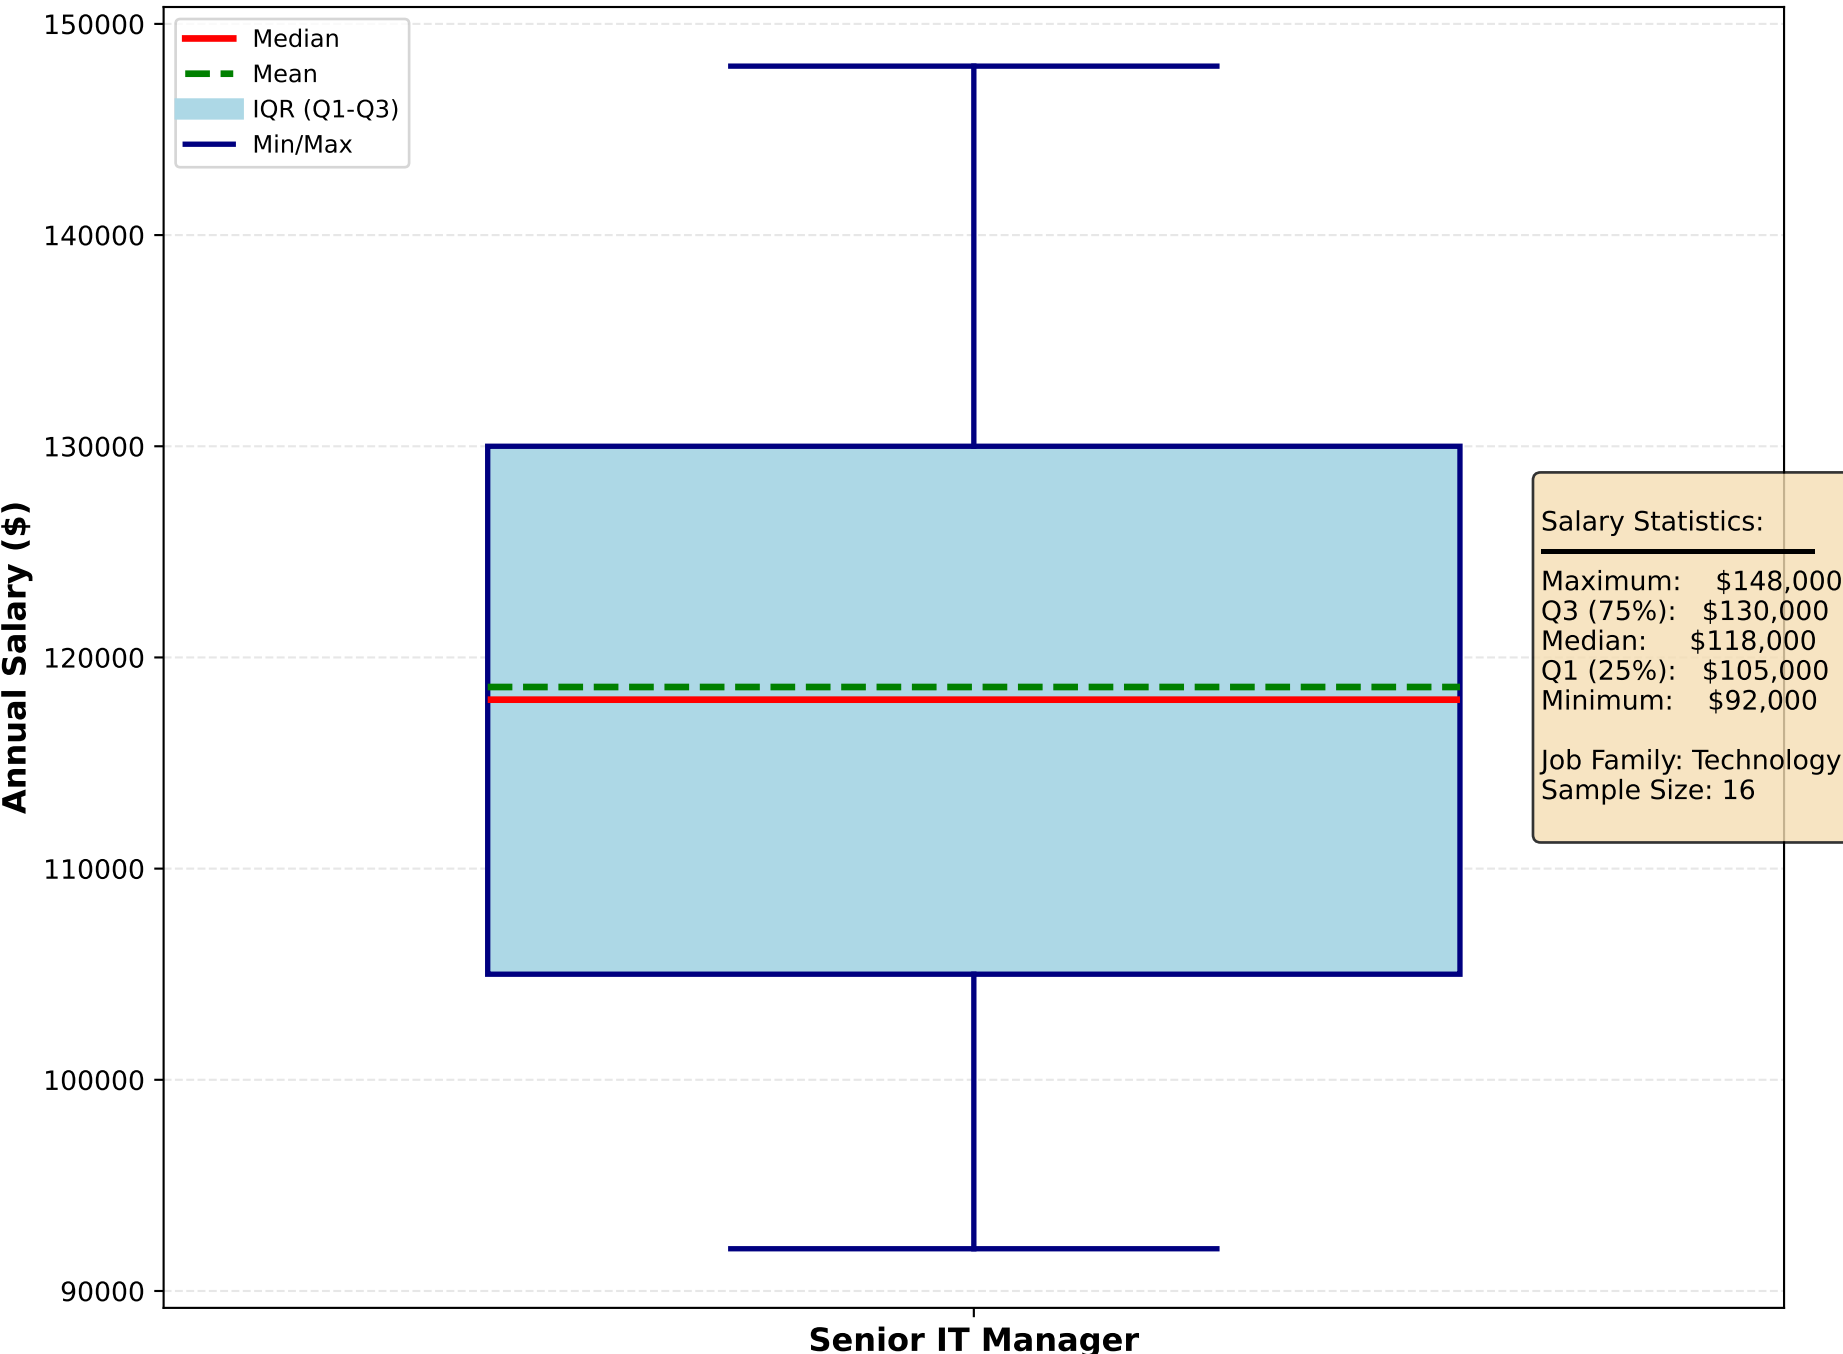 150000
140000
130000
120000
110000
100000
90000
Annual Salary ($)
Median
Mean
IQR (Q1-Q3)
Min/Max
Salary Statistics:
Maximum: $148,000
Q3 (75%): $130,000
Median: $118,000
Q1 (25%): $105,000
Minimum: $92,000
Job Family: Technology
Sample Size: 16
Senior IT Manager